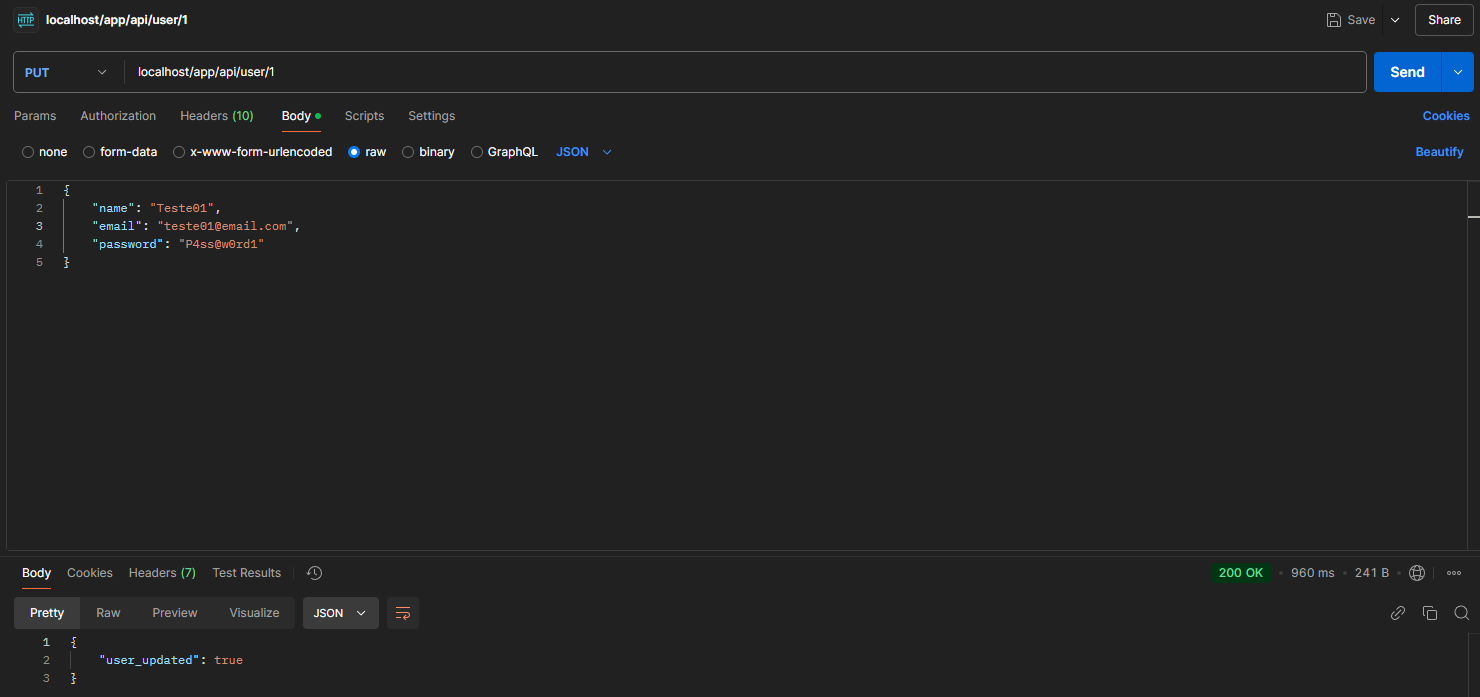 HTTP localhost/app/api/user/1 Save Share
PUT localhost/app/api/user/1 Send
Params Authorization Headers (10) Body Scripts Settings Cookies
none form-data x-www-form-urlencoded raw binary GraphQL JSON Beautify
1 {
2 "name": "Teste01",
3 "email": "teste01@email.com",
4 "password": "P4ss@w0rd1"
5 }
Body Cookies Headers (7) Test Results 200 OK • 960 ms • 241 B •
Pretty Raw Preview Visualize JSON
1 {
2 "user_updated": true
3 }